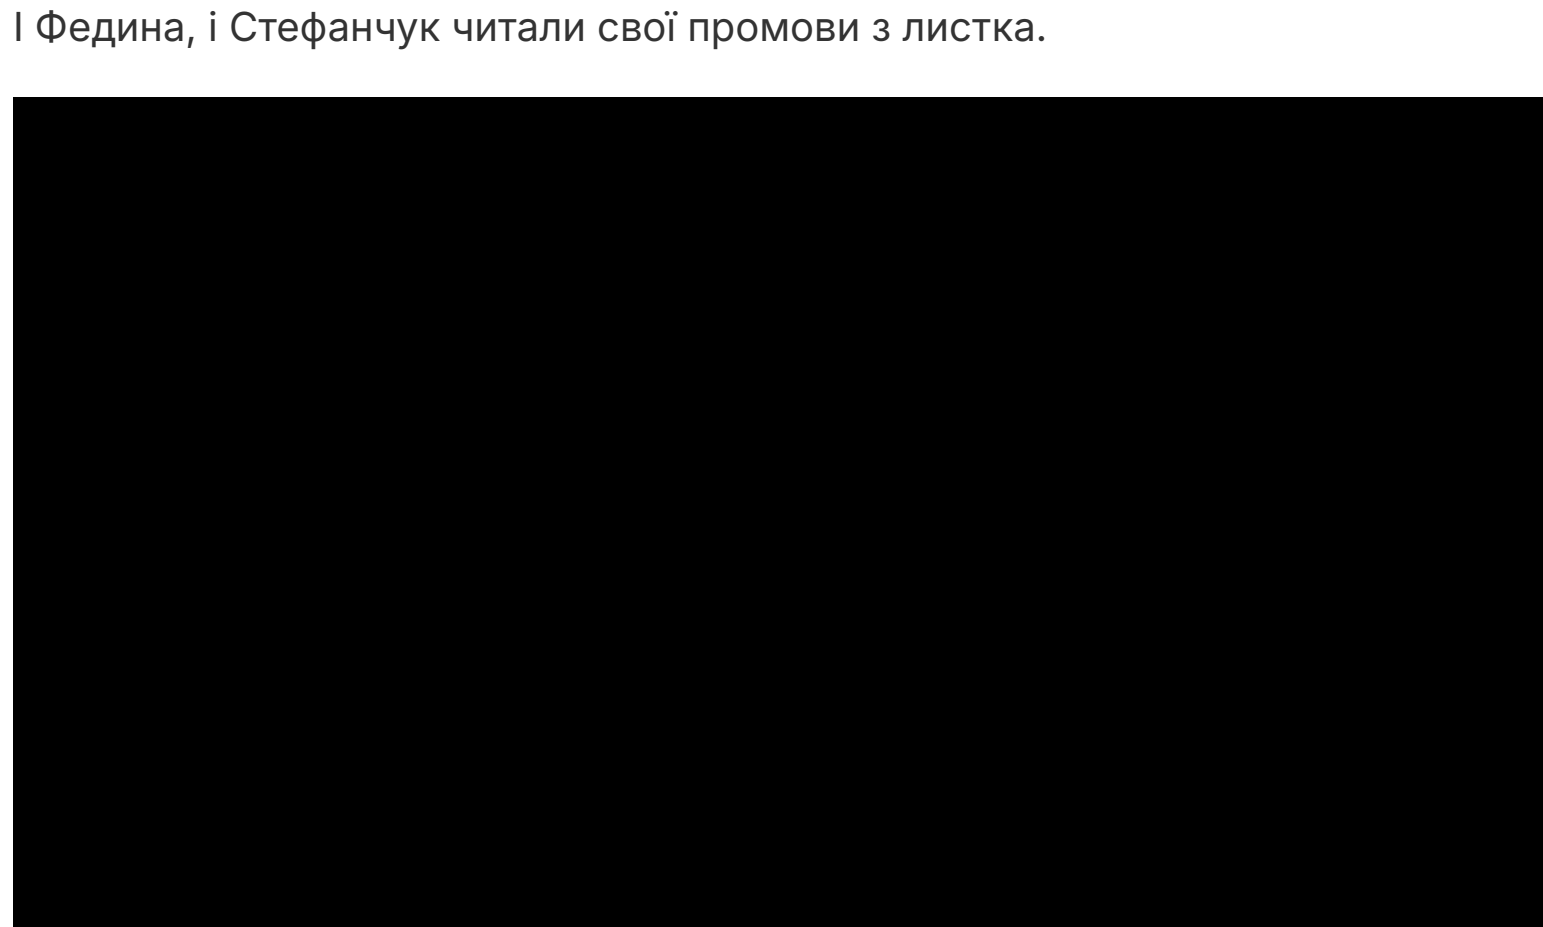 І Федина, і Стефанчук читали свої промови з листка.